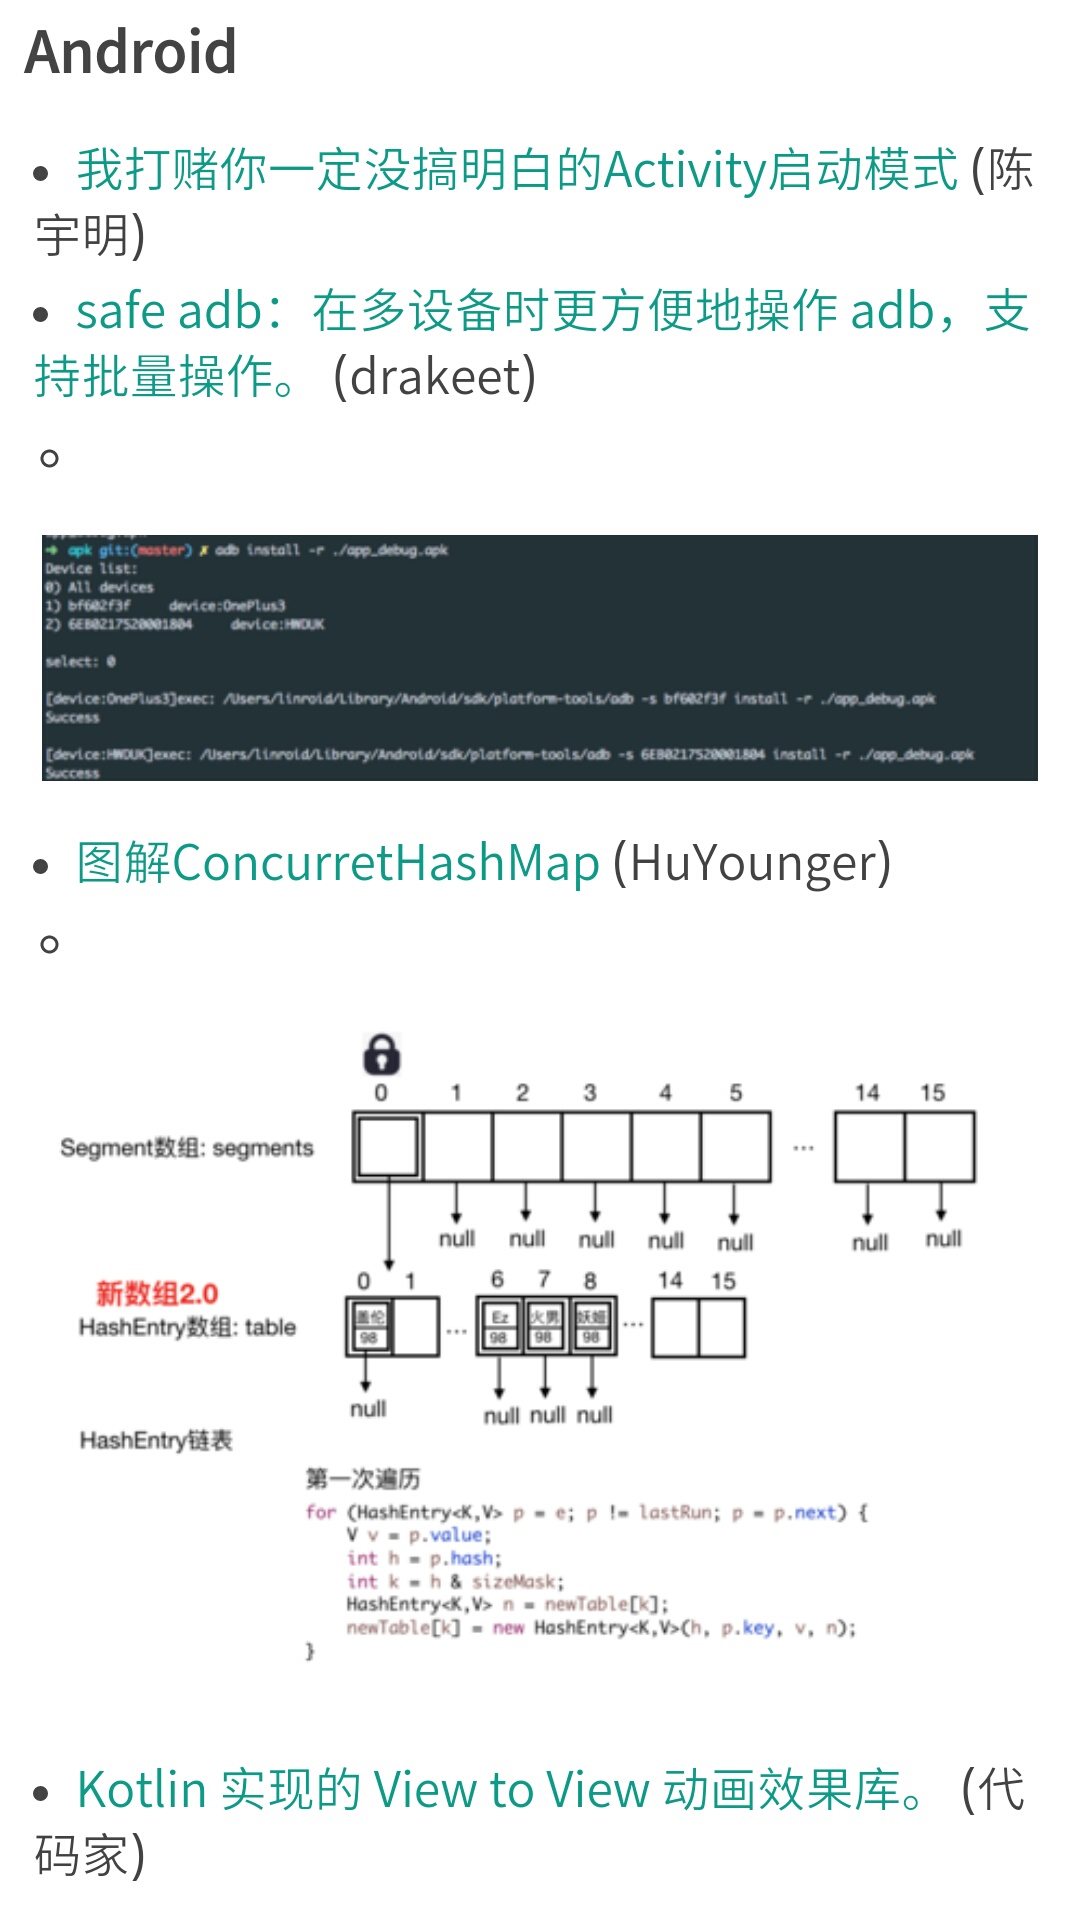 Android
• 我打赌你一定没搞明白的Activity启动模式 (陈
宇明)
• safe adb：在多设备时更方便地操作 adb，支
持批量操作。 (drakeet)
➜ apk git:(master) ✗ adb install -r ./app_debug.apk
Device list:
0) All devices
1) bf602f3f device:OnePlus3
2) 6EB0217520001804 device:HWDUK
select: 0
[device:OnePlus3]exec: /Users/linroid/Library/Android/sdk/platform-tools/adb -s bf602f3f install -r ./app_debug.apk
Success
[device:HWDUK]exec: /Users/linroid/Library/Android/sdk/platform-tools/adb -s 6EB0217520001804 install -r ./app_debug.apk
Success
• 图解ConcurretHashMap (HuYounger)
0 1 2 3 4 5 14 15
Segment数组: segments ...
null null null null null null null
新数组2.0 0 1 6 7 8 14 15
HashEntry数组: table 盖伦 98 ... Ez 98 火男 98 妖姬 98 ...
null null null null
HashEntry链表
第一次遍历
for (HashEntry<K,V> p = e; p != lastRun; p = p.next) {
V v = p.value;
int h = p.hash;
int k = h & sizeMask;
HashEntry<K,V> n = newTable[k];
newTable[k] = new HashEntry<K,V>(h, p.key, v, n);
}
• Kotlin 实现的 View to View 动画效果库。 (代
码家)